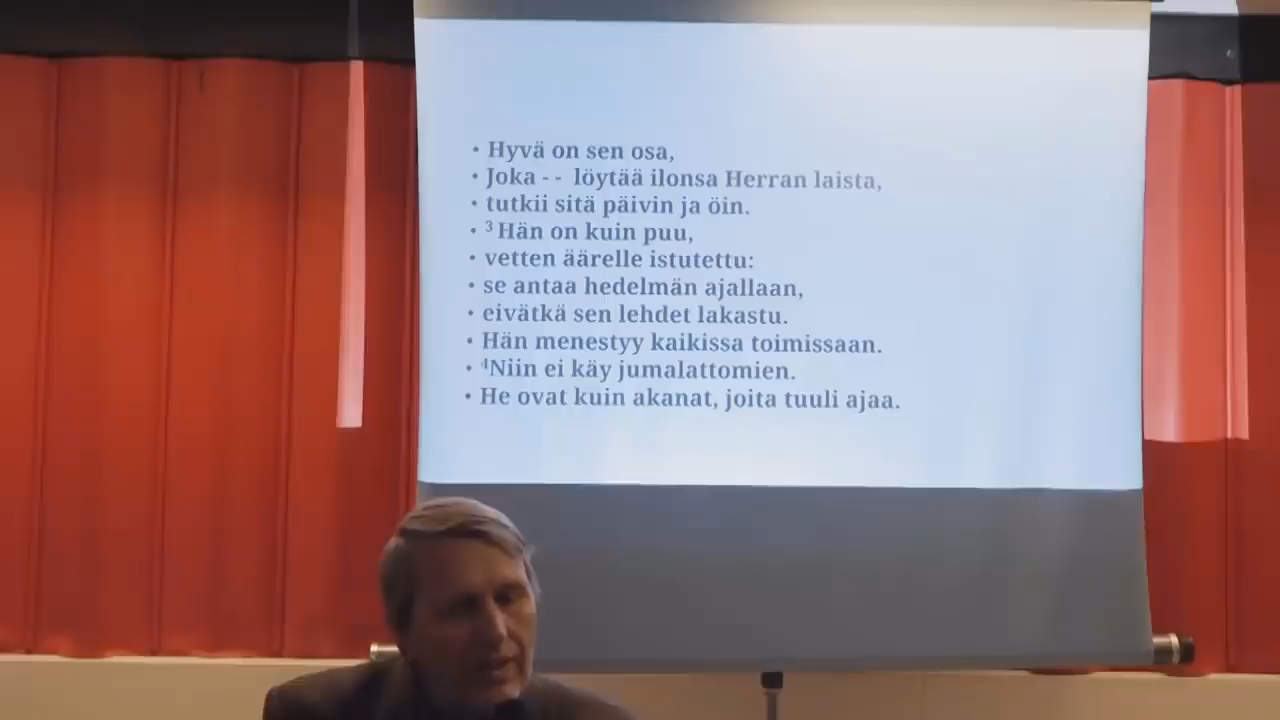 • Hyvä on sen osa,
• Joka - - löytää ilonsa Herran laista,
• tutkii sitä päivin ja öin.
• ³ Hän on kuin puu,
• vetten äärelle istutettu:
• se antaa hedelmän ajallaan,
• eivätkä sen lehdet lakastu.
• Hän menestyy kaikissa toimissaan.
• ⁴Niin ei käy jumalattomien.
• He ovat kuin akanat, joita tuuli ajaa.